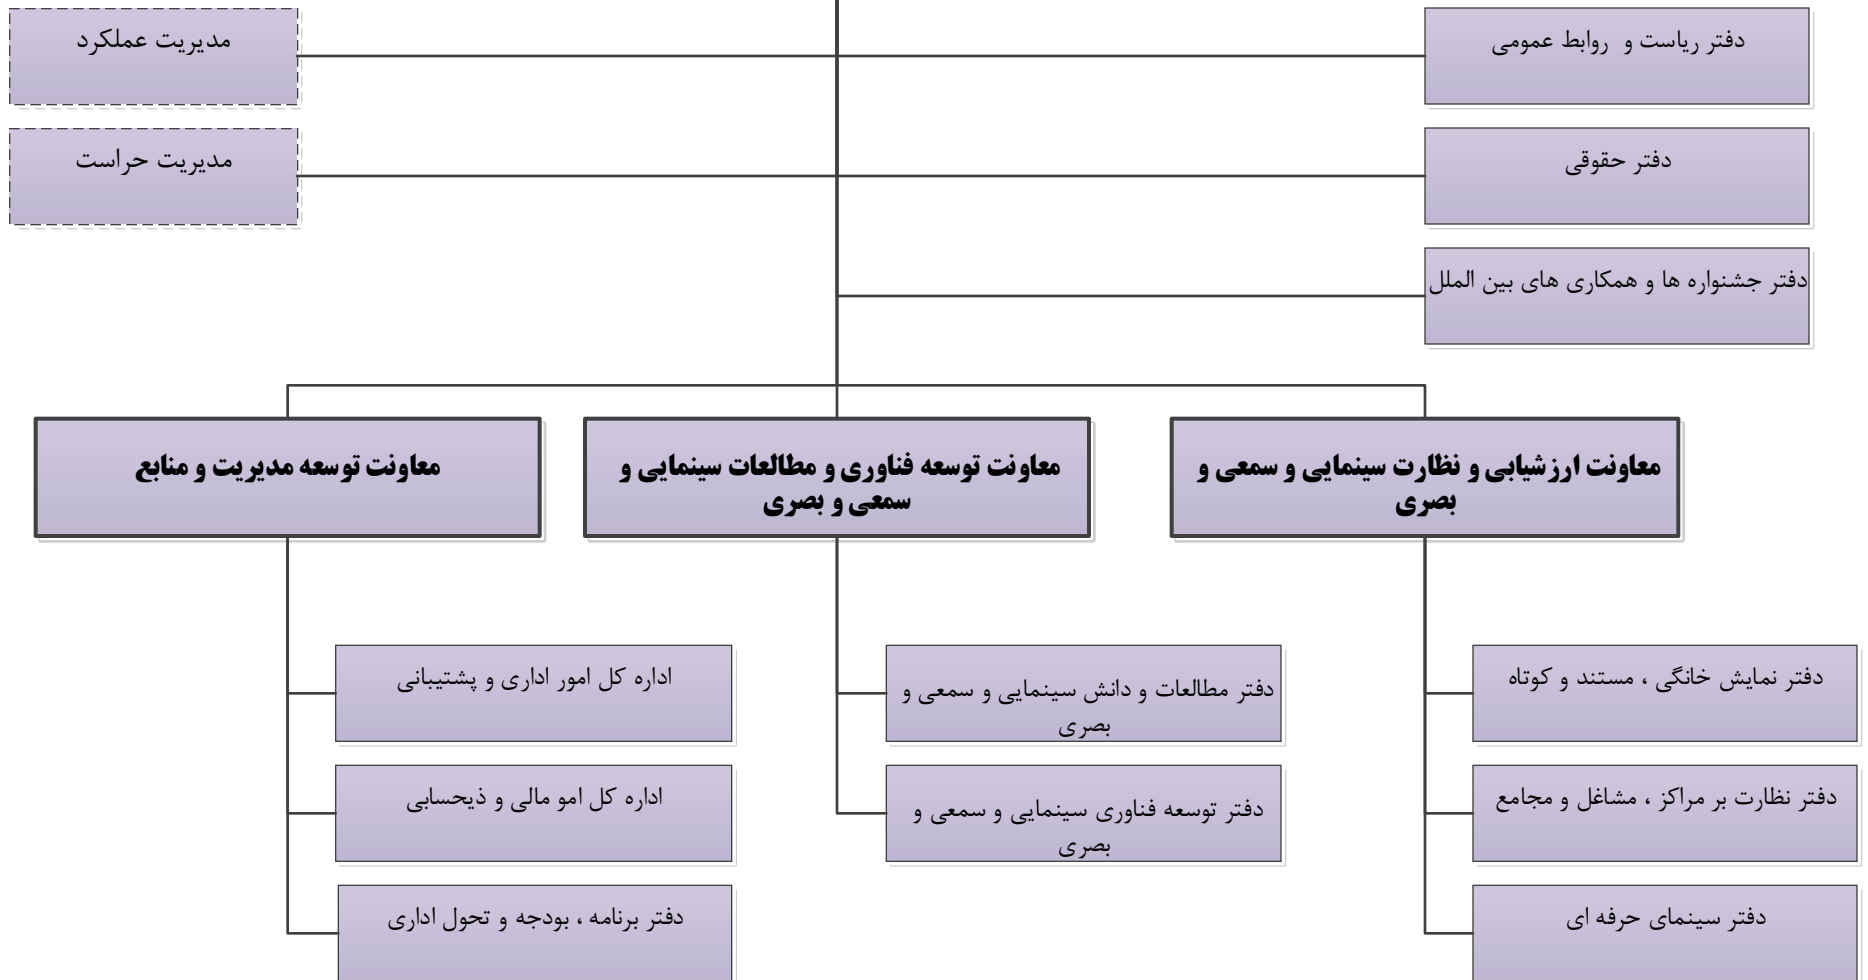 دفتر ریاست و روابط عمومی
مدیریت عملکرد
دفتر حقوقی
مدیریت حراست
دفتر جشنواره ها و همکاری های بین الملل
معاونت ارزشیابی و نظارت سینمایی و سمعی و
بصری
معاونت توسعه فناوری و مطالعات سینمایی و
سمعی و بصری
معاونت توسعه مدیریت و منابع
دفتر نمایش خانگی ، مستند و کوتاه
دفتر نظارت بر مراکز ، مشاغل و مجامع
دفتر سینمای حرفه ای
دفتر مطالعات و دانش سینمایی و سمعی و
بصری
دفتر توسعه فناوری سینمایی و سمعی و
بصری
اداره کل امور اداری و پشتیبانی
اداره کل امو مالی و ذیحسابی
دفتر برنامه ، بودجه و تحول اداری